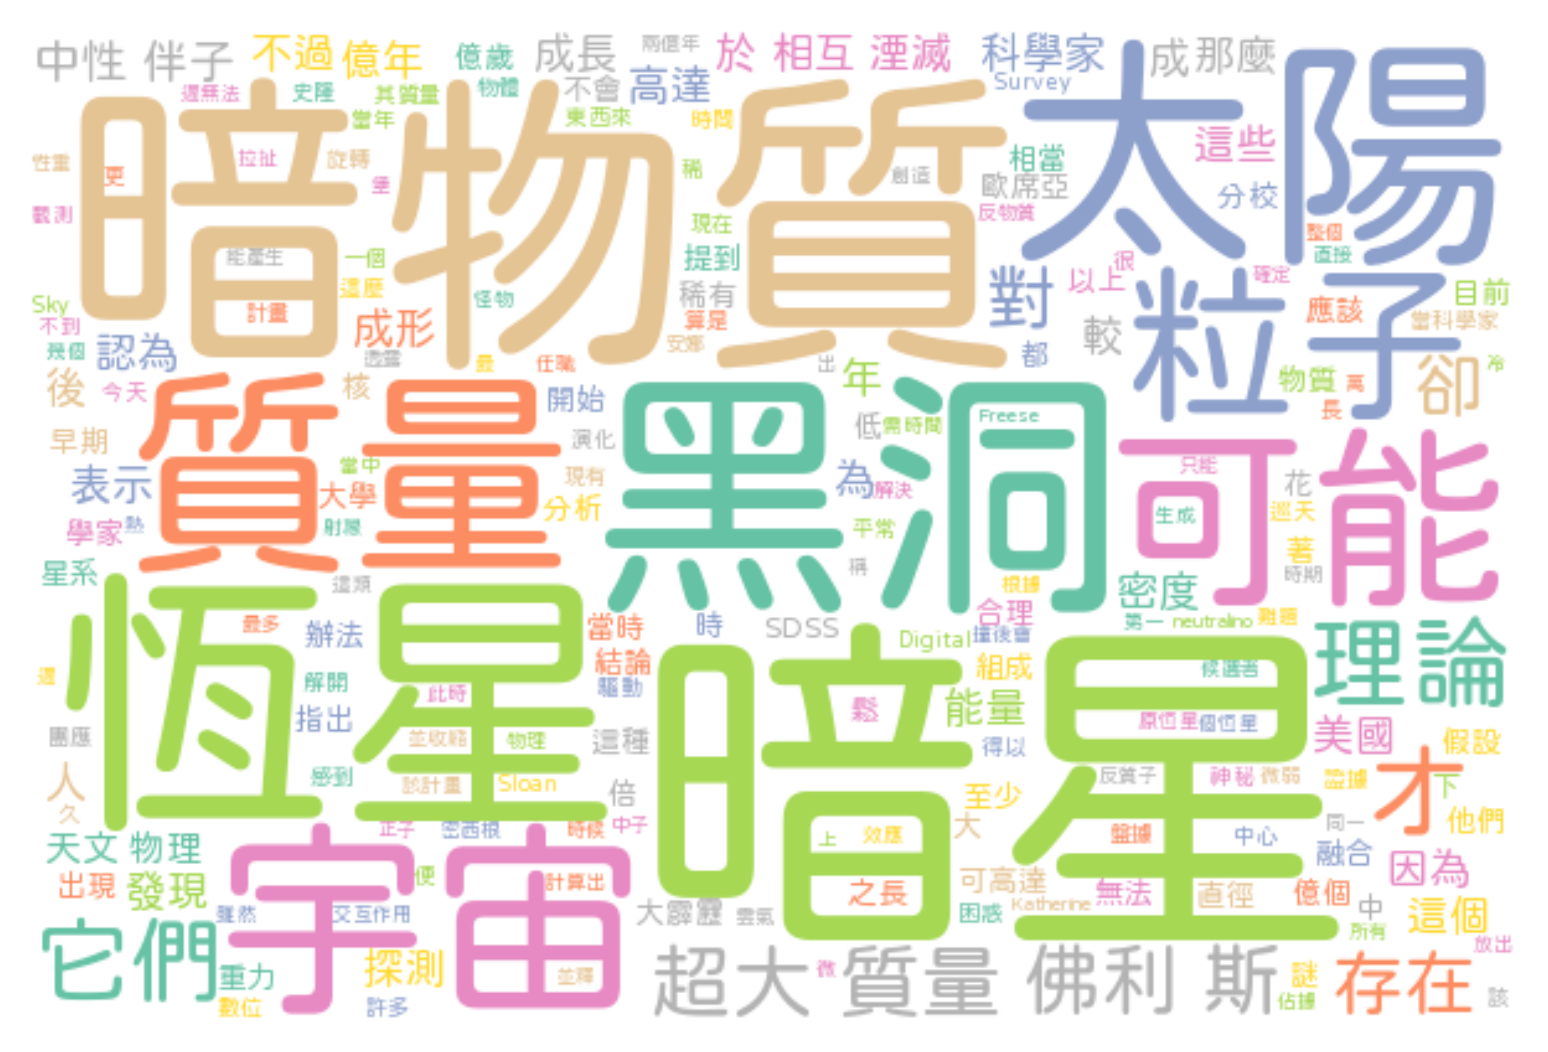 中性 伴子 不過 億年 億歲 成長 兩億年 於 相互 湮滅 科學家 成 那麼
還無法 史隆 其質量 物體 不會 高達 Survey
暗物質 太陽
當年 東西來 時間 這些
性重 更 拉扯 旋轉 堡 稀 創造 相當
觀測 現在 歐席亞 反物質 分校
能產生 一個 提到 整個 直接
Sky 計畫 這麼 怪物 稀有 對 以上 很 確定 目前
不到 成形 算是 較 粒子 應該 當科學家
幾個 認為 透露 最 任職 安娜 出 都
後 今天 核 開始 年 物質 萬 卻 冷
質量 黑洞 Freese 長
早期 演化 低 需時間 可能
表示 當中 大學 現有 分析 為 解決 只能 花
學家 熱 射線 平常 生成 巡天 著
星系 這類 稱 根據 密度 時期
恆星 最多 辦法 當時 時 SDSS 合理 第一 neutralino 難題
還 解開 結論 驅動 Digital 撞後會 組成 候選者 理論
暗星
團應 指出 此時 並收縮 物理 這種 鬆 能量 得以 原恆星 個恆星 美國 假設
人 久 感到 該計畫 Sloan 倍 至少 反質子 神秘 微弱 證據 才 下
天文 物理 正子 密西根 時候 中子 上 效應 大 盤據 中心 同一 他們
宇宙
出現 發現 便 計算出 之長 可高達 無法 直徑 融合 因為 億個
雖然 交互作用 大霹靂 雲氣 Katherine 困惑 中 所有 這個
它們 重力 探測 並釋 超大 微 質量 佛利 斯 謎 存在 放出
數位 許多 佔據 該